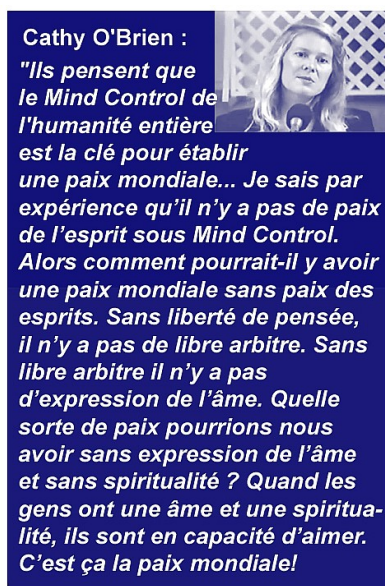 Cathy O'Brien :
"Ils pensent que
le Mind Control de
l'humanité entière
est la clé pour établir
une paix mondiale... Je sais par
expérience qu'il n'y a pas de paix
de l'esprit sous Mind Control.
Alors comment pourrait-il y avoir
une paix mondiale sans paix des
esprits. Sans liberté de pensée,
il n'y a pas de libre arbitre. Sans
libre arbitre il n'y a pas
d'expression de l'âme. Quelle
sorte de paix pourrions nous
avoir sans expression de l'âme
et sans spiritualité ? Quand les
gens ont une âme et une spiritua-
lité, ils sont en capacité d'aimer.
C'est ça la paix mondiale!